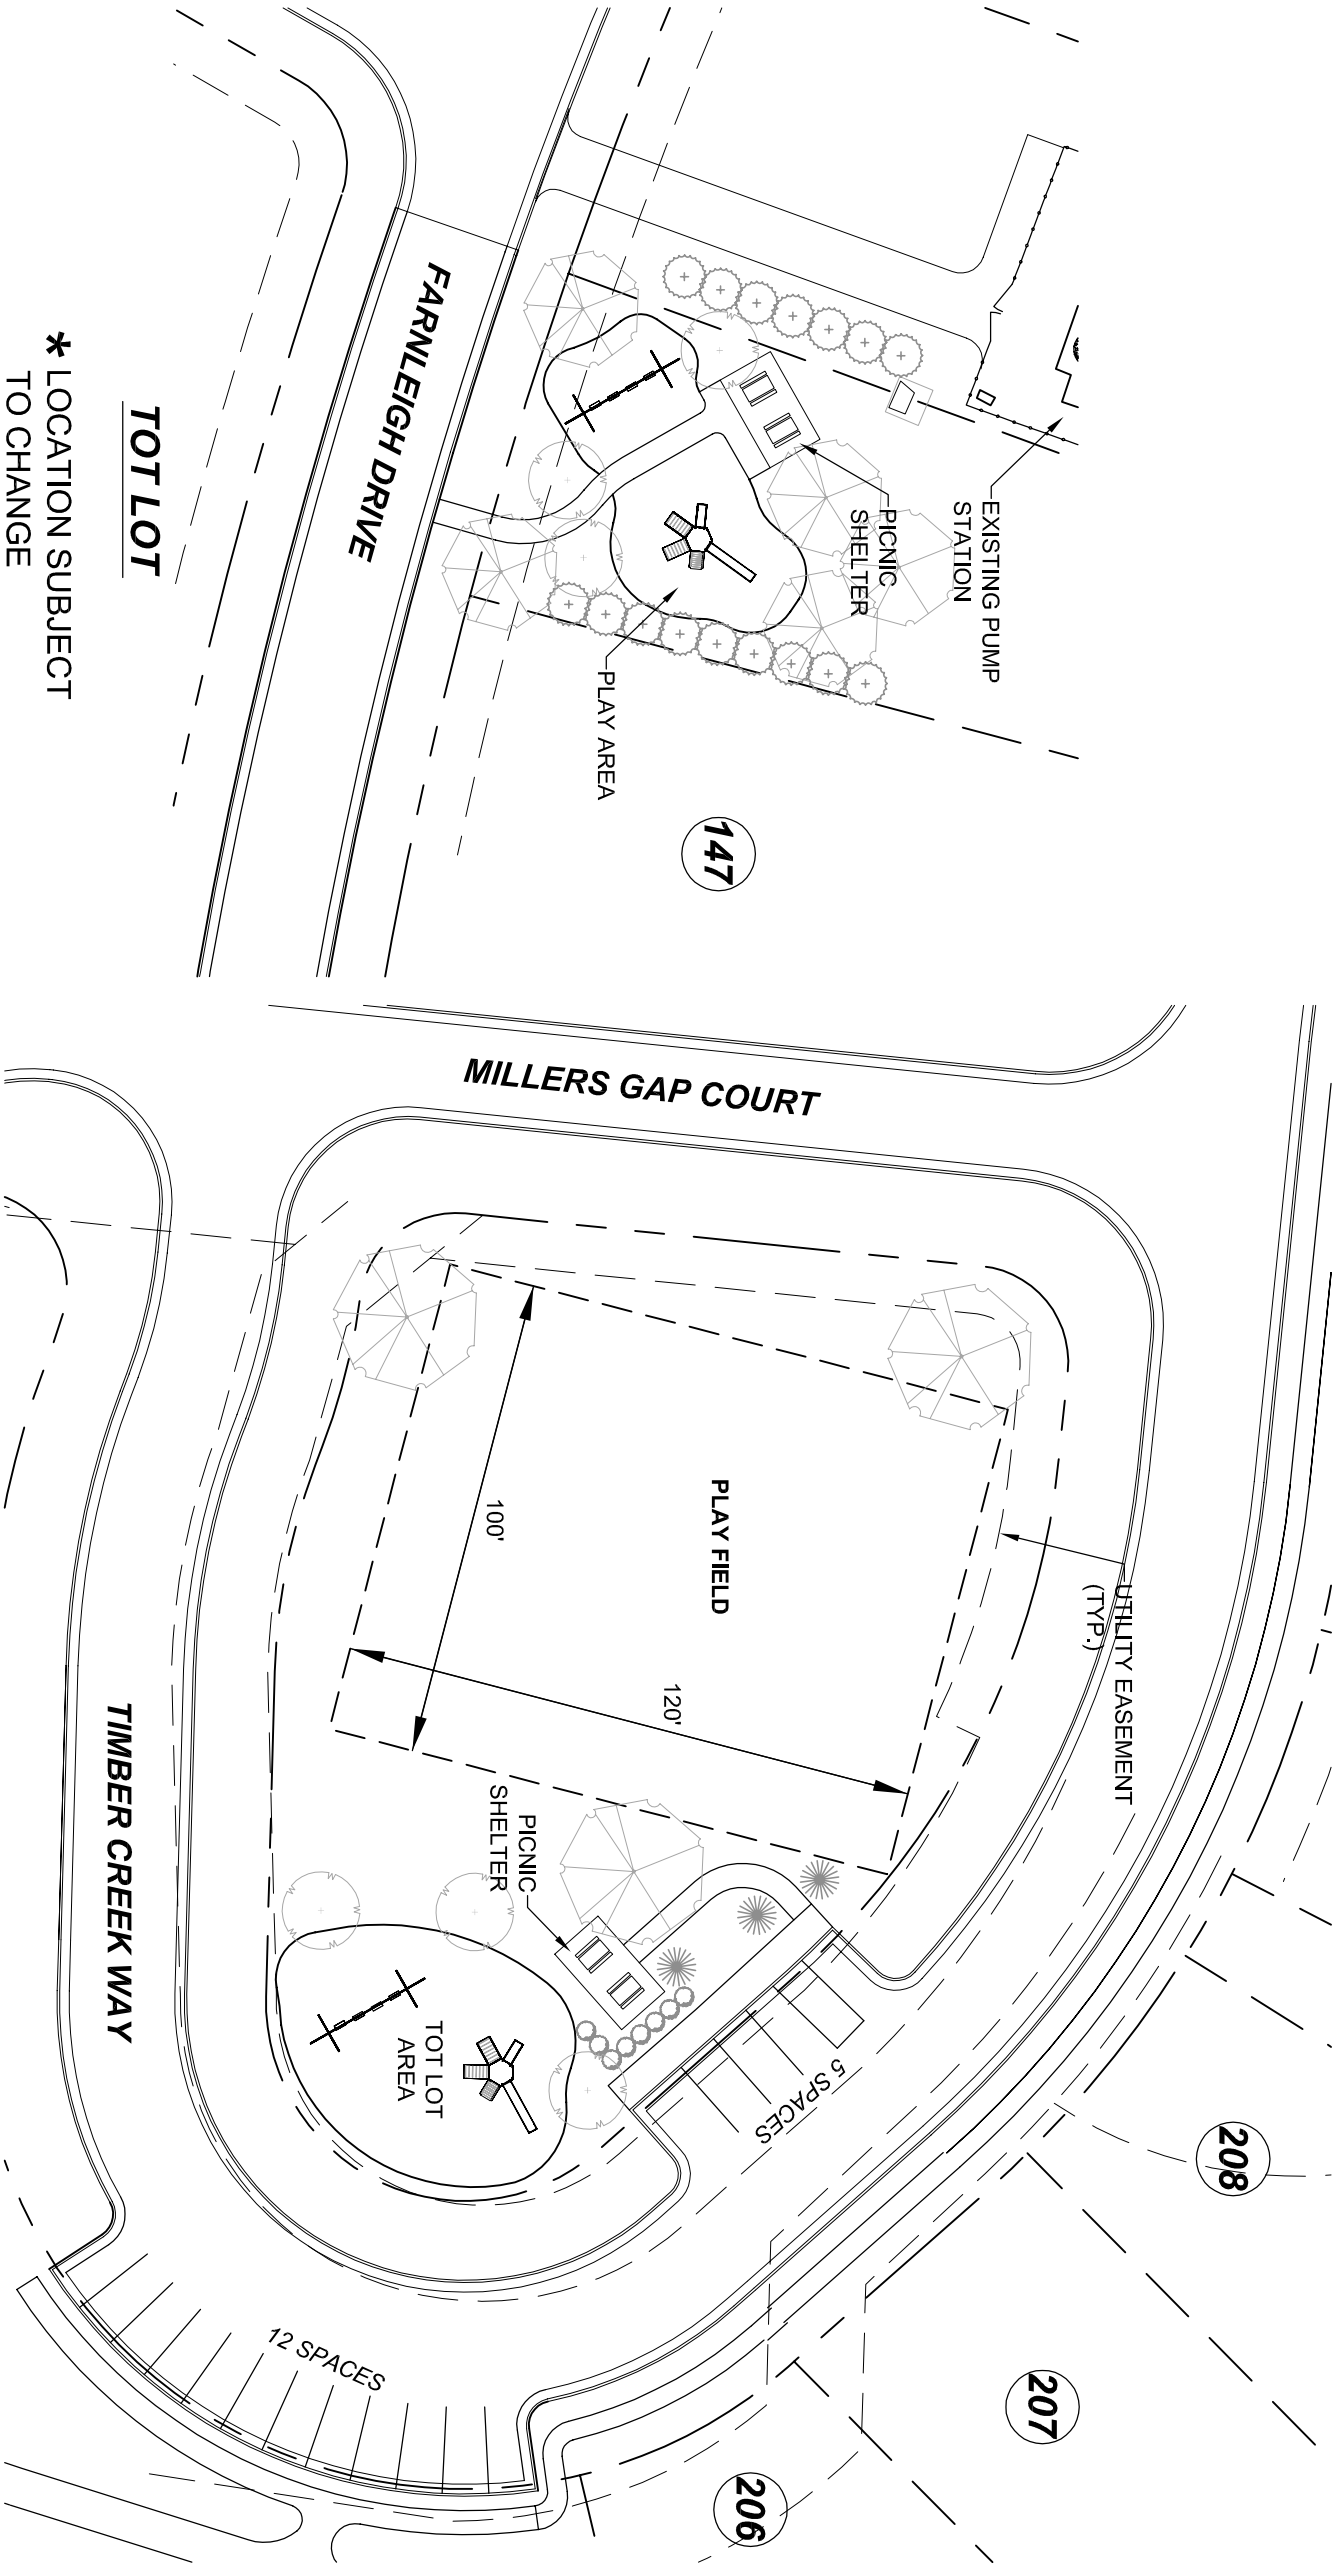 EXISTING PUMP
STATION
PICNIC
SHELTER
PLAY AREA
147
FARNLEIGH DRIVE
TOT LOT
* LOCATION SUBJECT
TO CHANGE
MILLERS GAP COURT
UTILITY EASEMENT
(TYP.)
PLAY FIELD
100'
120'
PICNIC
SHELTER
TOT LOT
AREA
5 SPACES
TIMBER CREEK WAY
12 SPACES
208
207
206